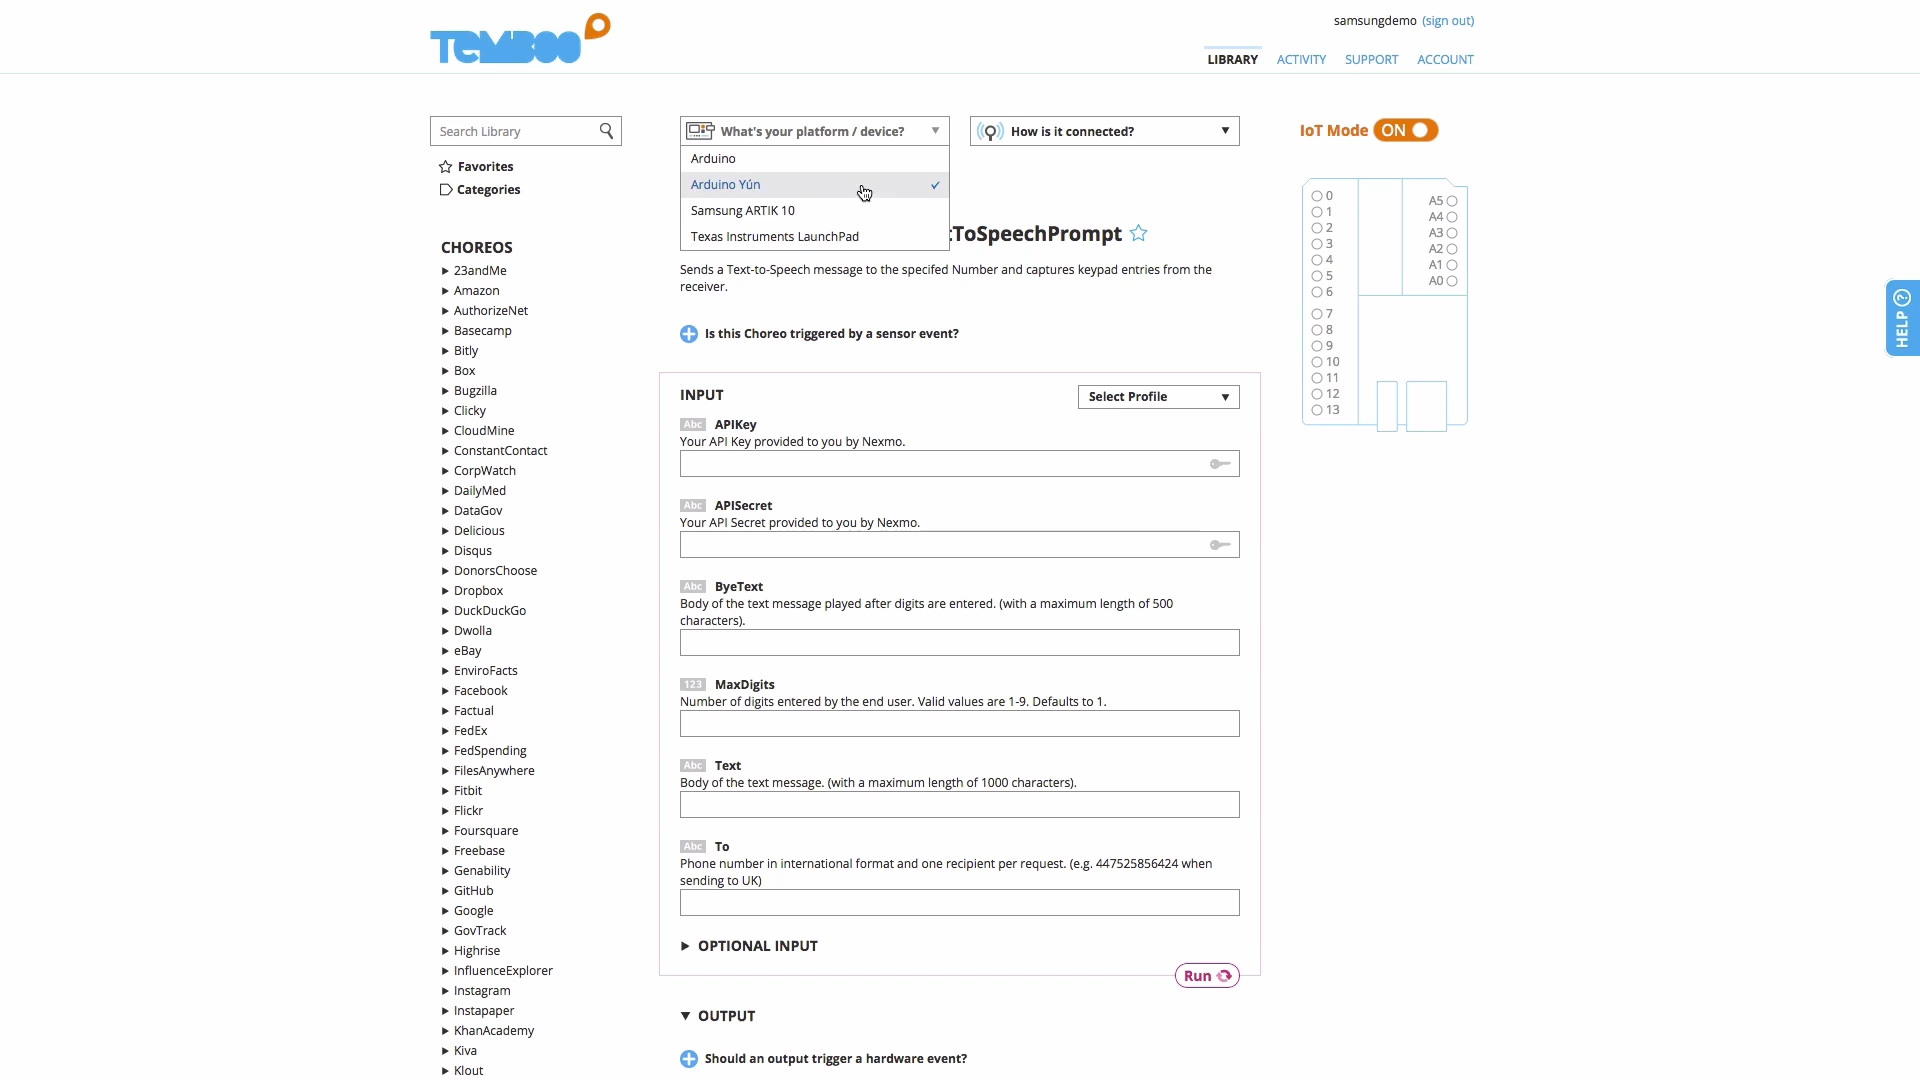 TEMBOO
samsungdemo (sign out)
LIBRARY ACTIVITY SUPPORT ACCOUNT
Search Library
Favorites
Categories
CHOREOS
23andMe
Amazon
AuthorizeNet
Basecamp
Bitly
Box
Bugzilla
Clicky
CloudMine
ConstantContact
CorpWatch
DailyMed
DataGov
Delicious
Disqus
DonorsChoose
Dropbox
DuckDuckGo
Dwolla
eBay
EnviroFacts
Facebook
Factual
FedEx
FedSpending
FilesAnywhere
Fitbit
Flickr
Foursquare
Freebase
Genability
GitHub
Google
GovTrack
Highrise
InfluenceExplorer
Instagram
Instapaper
KhanAcademy
Kiva
Klout
What's your platform / device?
Arduino
Arduino Yún
Samsung ARTIK 10
Texas Instruments LaunchPad
How is it connected?
tToSpeechPrompt
Sends a Text-to-Speech message to the specifed Number and captures keypad entries from the
receiver.
Is this Choreo triggered by a sensor event?
INPUT
Select Profile
Abc APIKey
Your API Key provided to you by Nexmo.
Abc APISecret
Your API Secret provided to you by Nexmo.
Abc ByeText
Body of the text message played after digits are entered. (with a maximum length of 500
characters).
123 MaxDigits
Number of digits entered by the end user. Valid values are 1-9. Defaults to 1.
Abc Text
Body of the text message. (with a maximum length of 1000 characters).
Abc To
Phone number in international format and one recipient per request. (e.g. 447525856424 when
sending to UK)
OPTIONAL INPUT
Run
OUTPUT
Should an output trigger a hardware event?
IoT Mode ON
0
1
2
3
4
5
6
7
8
9
10
11
12
13
A5
A4
A3
A2
A1
A0
HELP ?